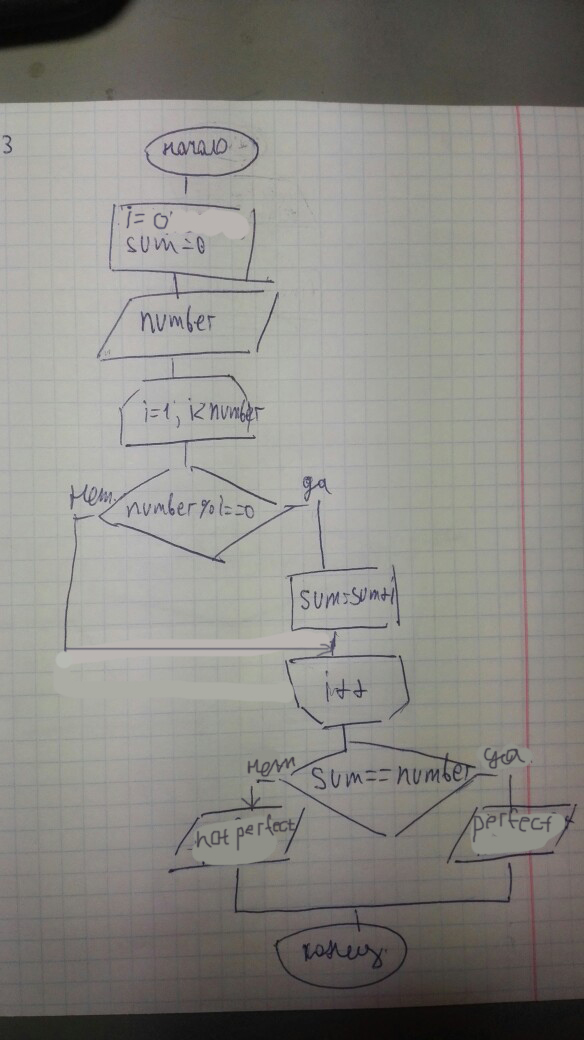 3
начало
i=0
sum=0
number
i=1; i<number
нет
да
number%i==0
sum=sum+i
i++
нет
да
sum==number
not perfect
perfect
конец